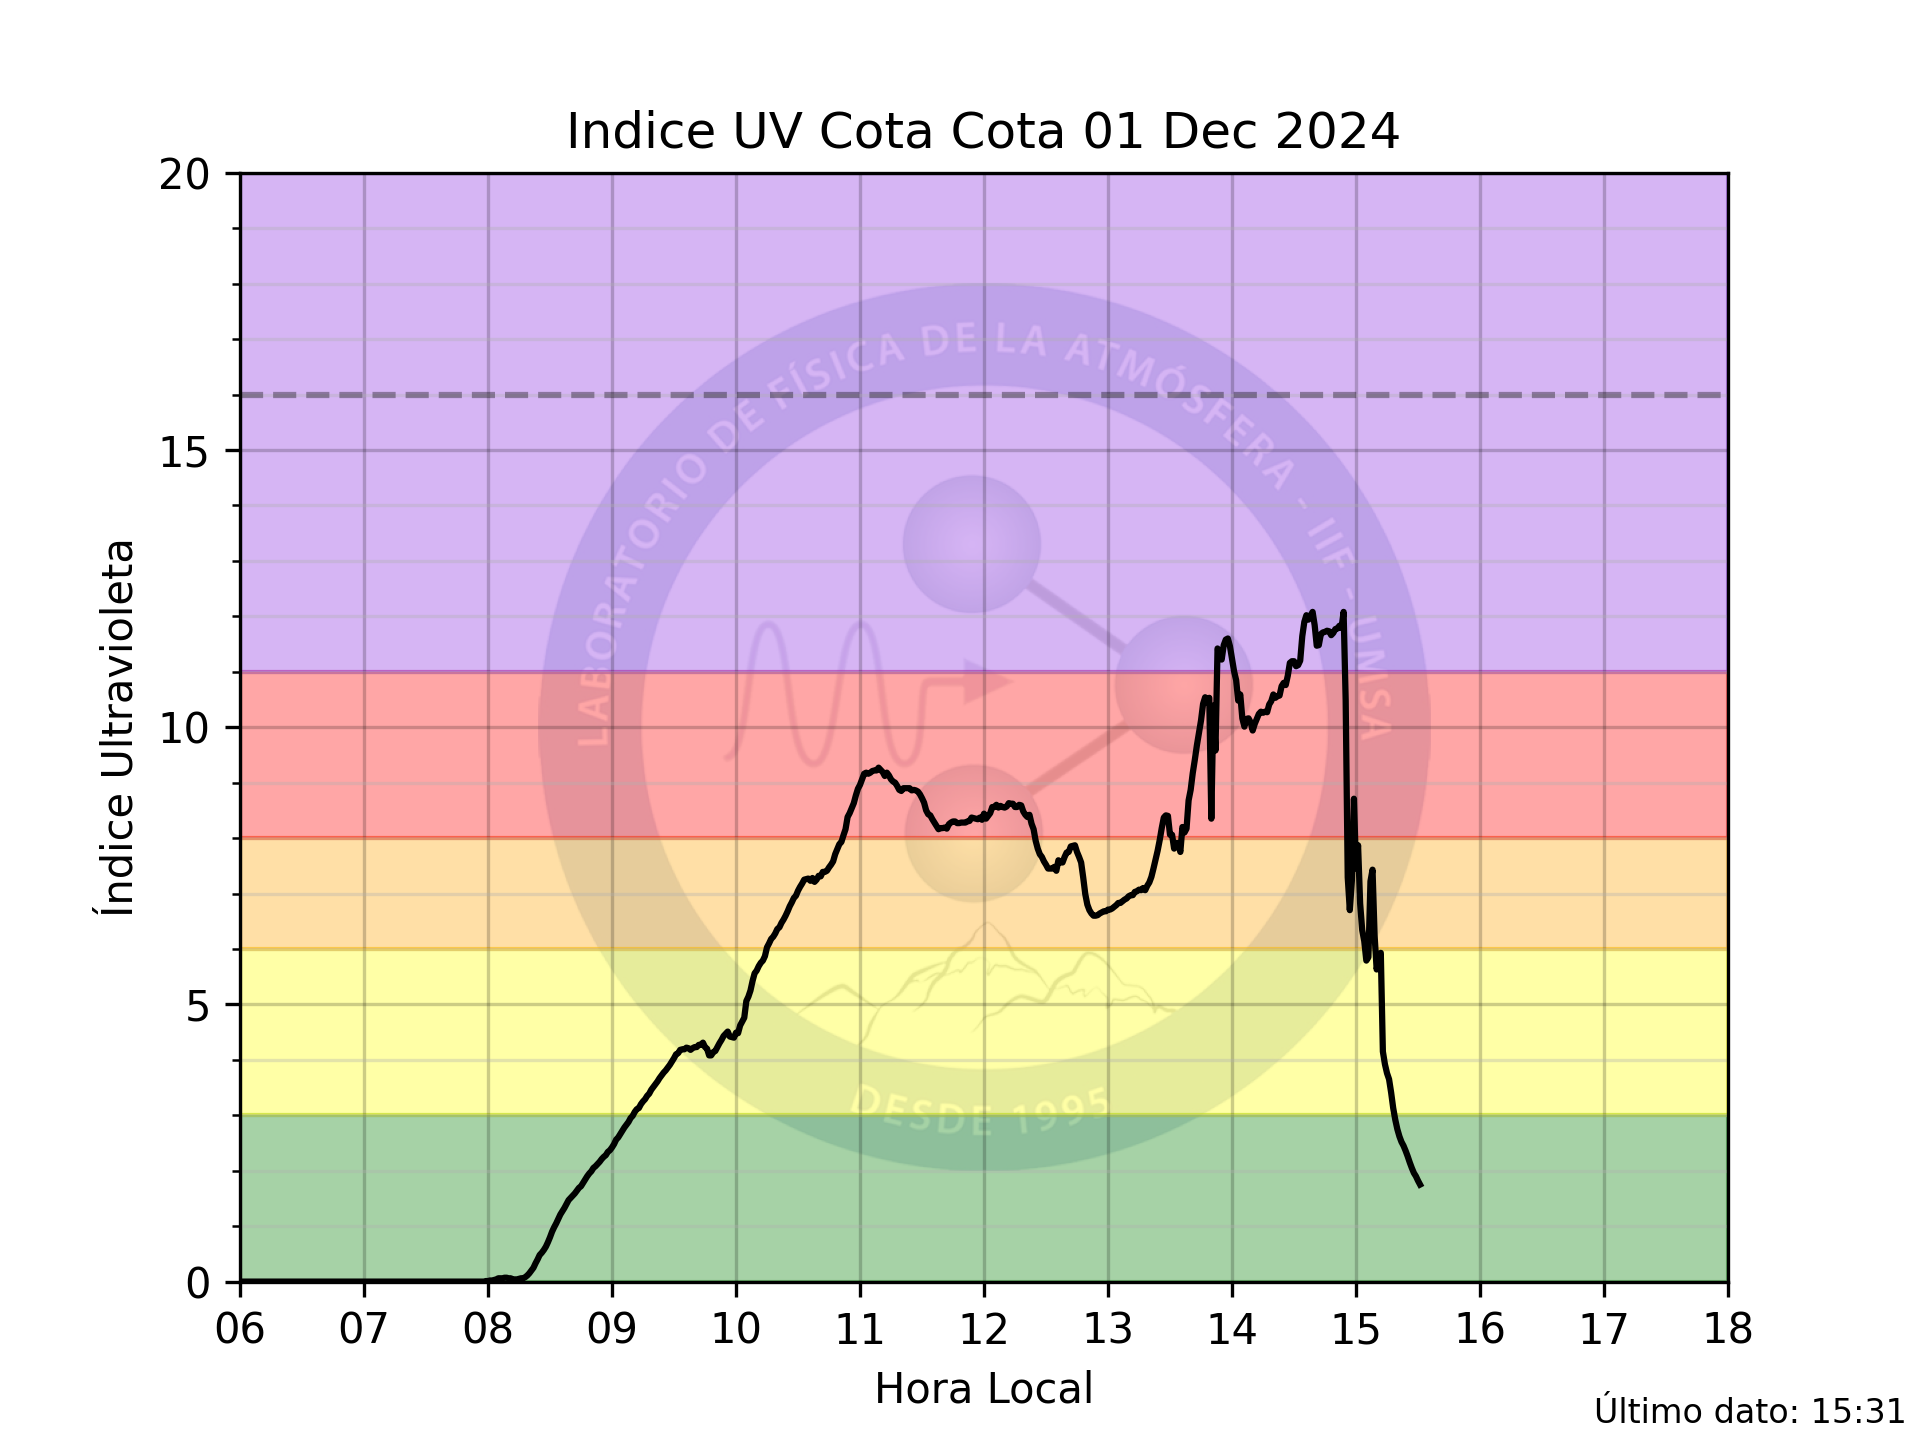 Indice UV Cota Cota 01 Dec 2024
20
15
10
5
0
Índice Ultravioleta
LABORATORIO DE FÍSICA DE LA ATMÓSFERA - IIF - UMSA
DESDE 1995
06 07 08 09 10 11 12 13 14 15 16 17 18
Hora Local
Último dato: 15:31